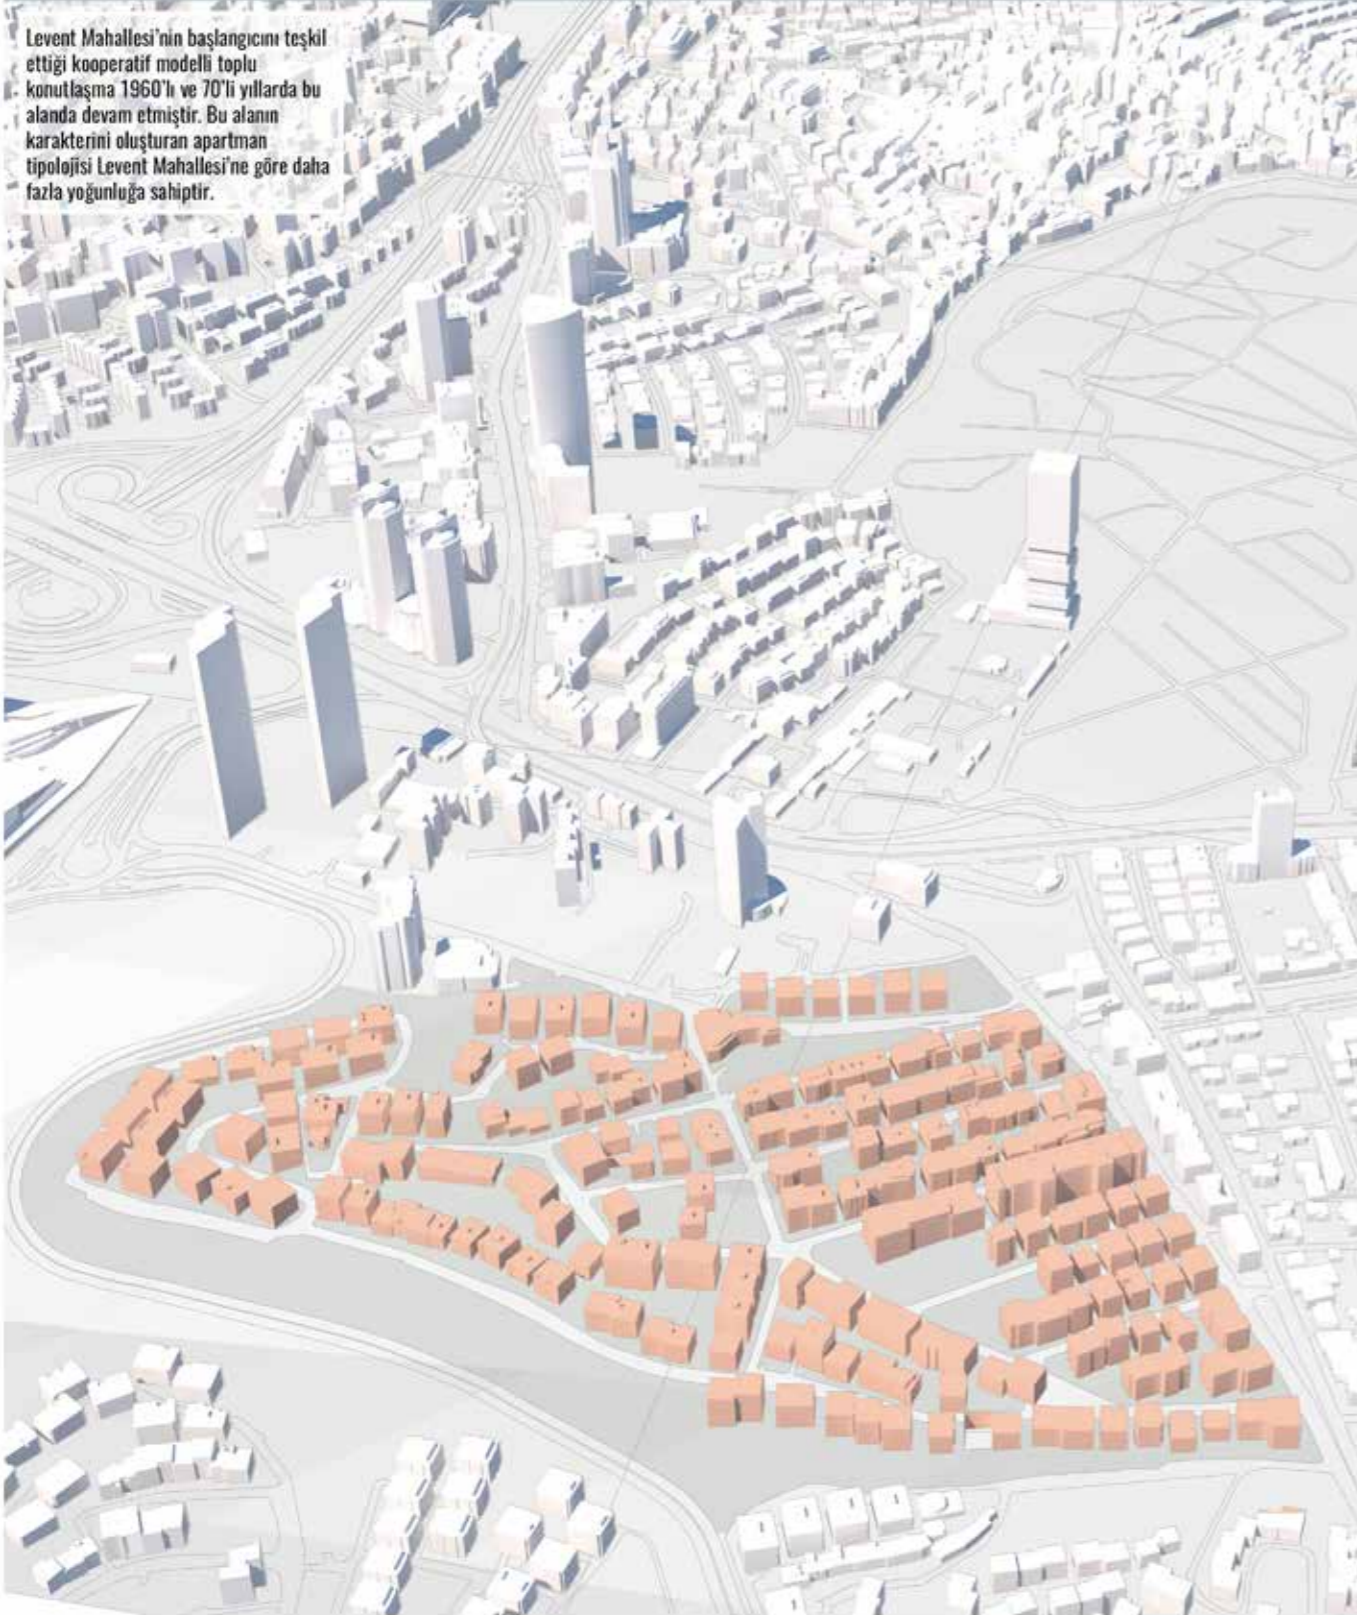 Levent Mahallesi'nin başlangıcını teşkil
ettiği kooperatif modelli toplu
konutlaşma 1960'lı ve 70'li yıllarda bu
alanda devam etmiştir. Bu alanın
karakterini oluşturan apartman
tipolojisi Levent Mahallesi'ne göre daha
fazla yoğunluğa sahiptir.